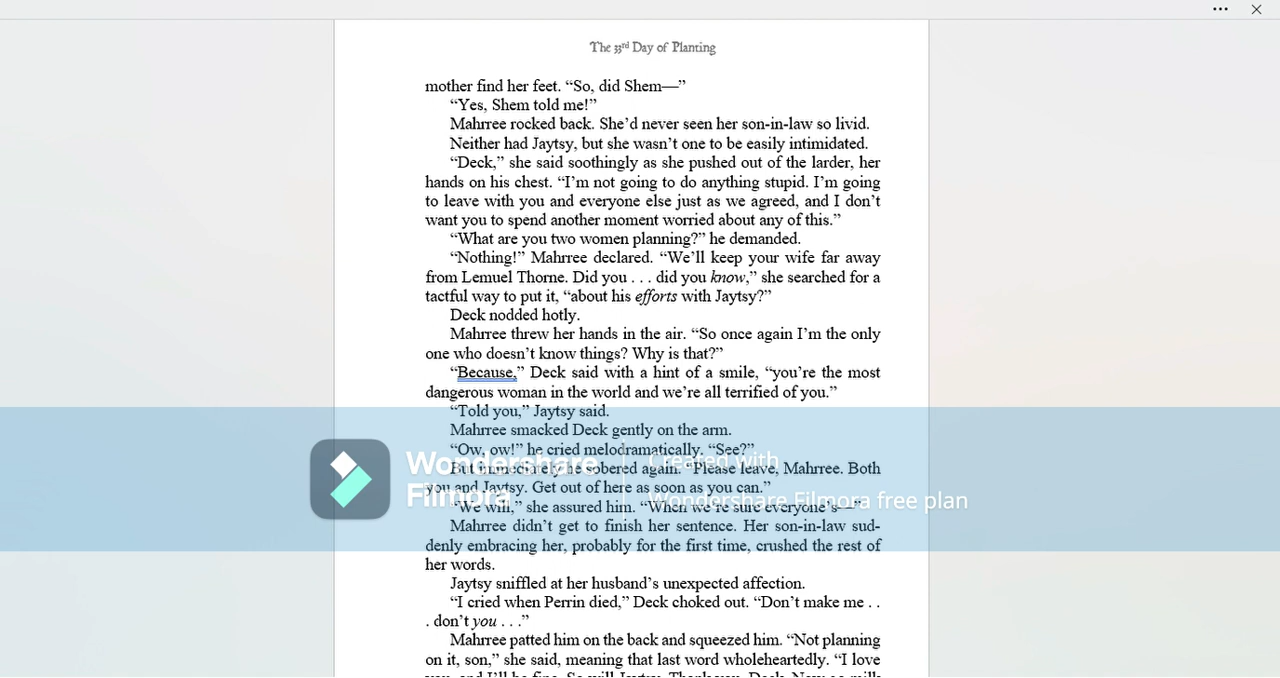 The 33rd Day of Planting
mother find her feet. “So, did Shem—”
“Yes, Shem told me!”
Mahrree rocked back. She’d never seen her son-in-law so livid.
Neither had Jaytsy, but she wasn’t one to be easily intimidated.
“Deck,” she said soothingly as she pushed out of the larder, her
hands on his chest. “I’m not going to do anything stupid. I’m going
to leave with you and everyone else just as we agreed, and I don’t
want you to spend another moment worried about any of this.”
“What are you two women planning?” he demanded.
“Nothing!” Mahrree declared. “We’ll keep your wife far away
from Lemuel Thorne. Did you . . . did you know,” she searched for a
tactful way to put it, “about his efforts with Jaytsy?”
Deck nodded hotly.
Mahrree threw her hands in the air. “So once again I’m the only
one who doesn’t know things? Why is that?”
“Because,” Deck said with a hint of a smile, “you’re the most
dangerous woman in the world and we’re all terrified of you.”
“Told you,” Jaytsy said.
Mahrree smacked Deck gently on the arm.
“Ow, ow!” he cried melodramatically. “See?”
But immediately he sobered again. “Please leave, Mahrree. Both
you and Jaytsy. Get out of here as soon as you can.”
“We will,” she assured him. “When we’re sure everyone’s—”
Wondershare
Filmora
Created with
Wondershare Filmora free plan
Mahrree didn’t get to finish her sentence. Her son-in-law sud-
denly embracing her, probably for the first time, crushed the rest of
her words.
Jaytsy sniffled at her husband’s unexpected affection.
“I cried when Perrin died,” Deck choked out. “Don’t make me . .
. don’t you . . .”
Mahrree patted him on the back and squeezed him. “Not planning
on it, son,” she said, meaning that last word wholeheartedly. “I love